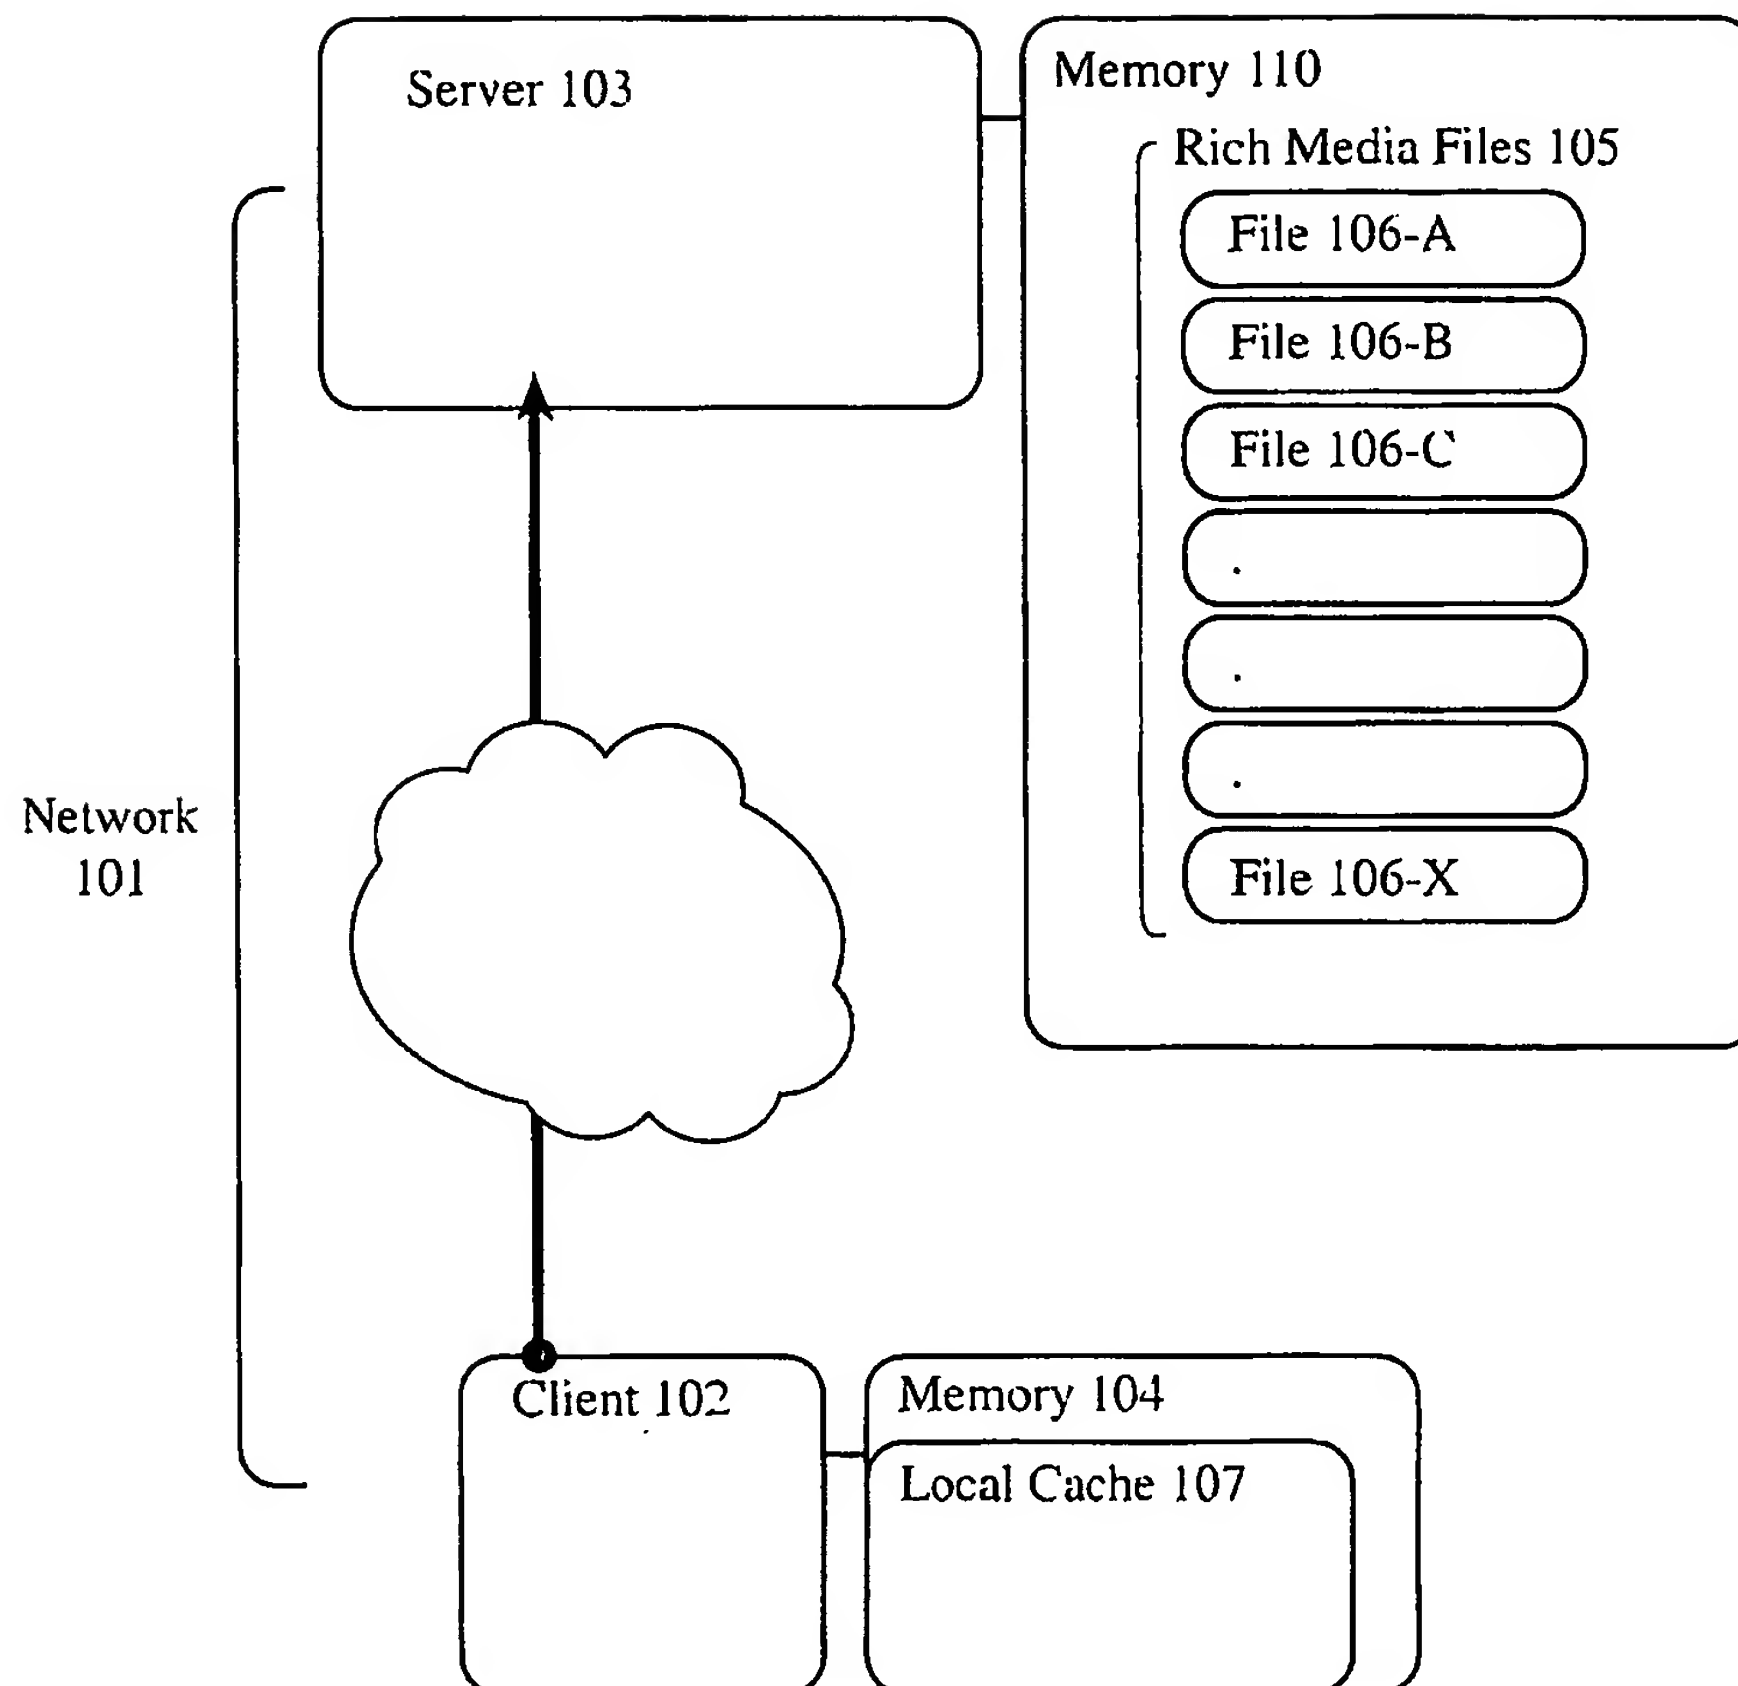 Server 103
Memory 110
Rich Media Files 105
File 106-A
File 106-B
File 106-C
.
.
.
File 106-X
Network
101
Client 102
Memory 104
Local Cache 107